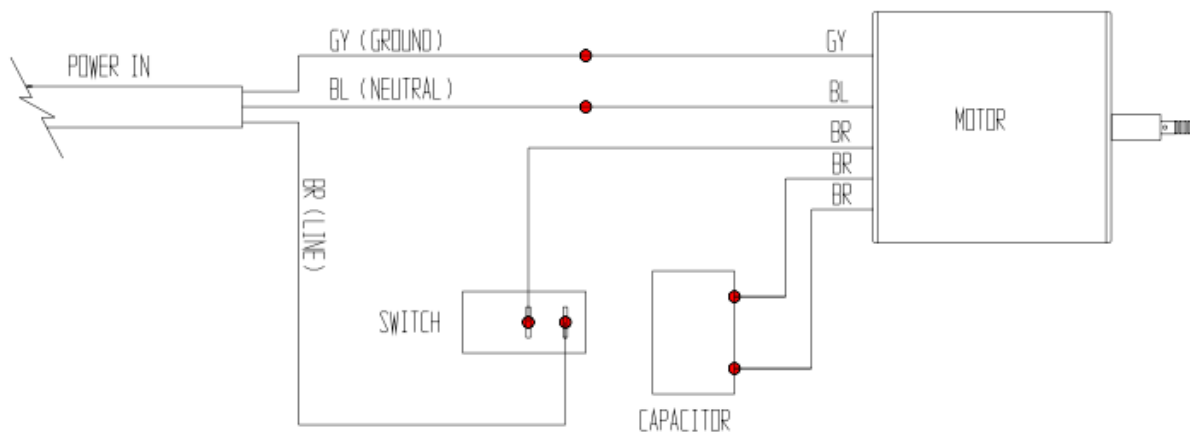 GY (GROUND)
GY
POWER IN
BL (NEUTRAL)
BL
MOTOR
BR
BR
BR
BR (LINE)
SWITCH
CAPACITOR